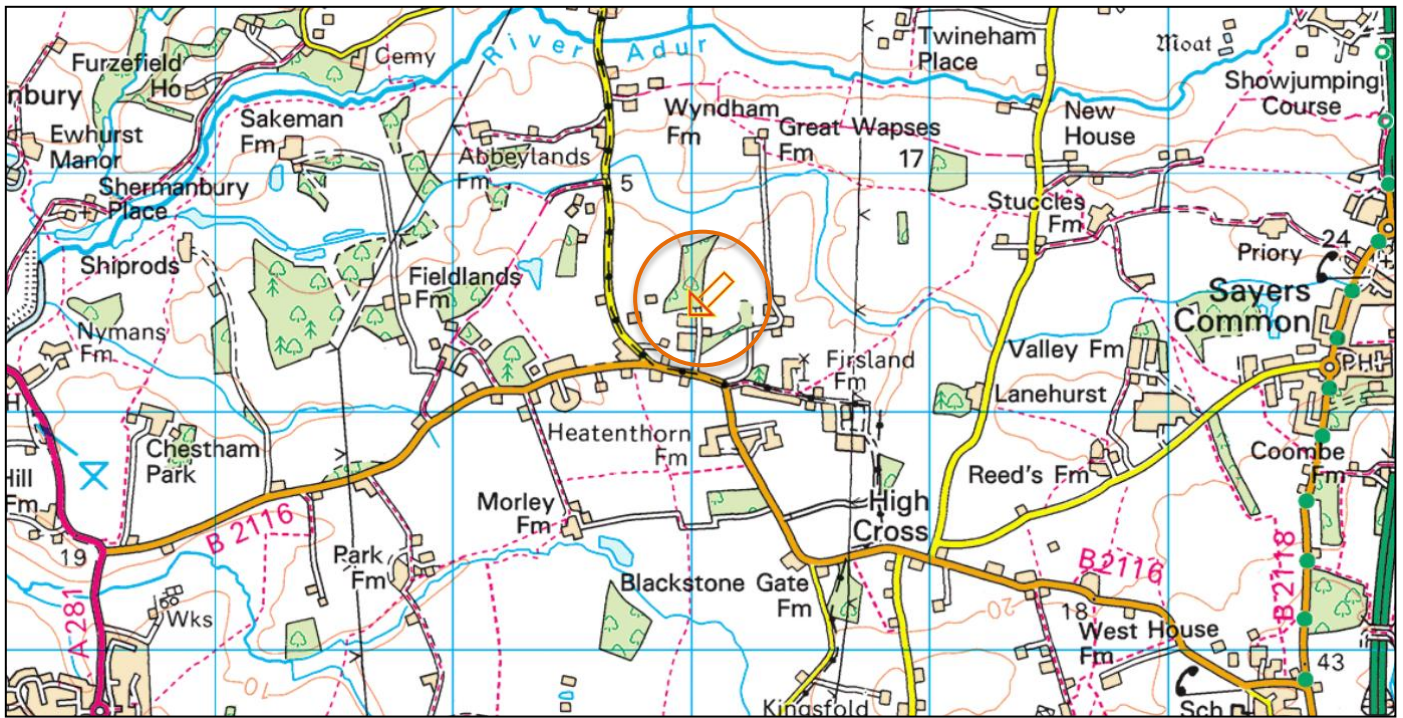 River Adur
Twineham
Place
Moat
Furzefield
Ho
Cemy
Showjumping
Course
nbury
Ewhurst
Manor
Sakeman
Fm
Wyndham
Fm
New
House
Great Wapses
Fm
17
Abbeylands
Fm
5
Shermanbury
Place
Stuccles
Fm
24
Priory
Shiprods
Fieldlands
Fm
Sayers
Common
Nymans
Fm
Valley Fm
PH
Firsland
Fm
Lanehurst
H
Heatenthorn
Fm
Chestham
Park
Coombe
Fm
Hill
Fm
Reed's Fm
Morley
Fm
High
Cross
B 2116
19
Park
Fm
Blackstone Gate
Fm
B2116
B2118
A281
Wks
20
18
West House
Fm
10
43
Kingsfold
Sch